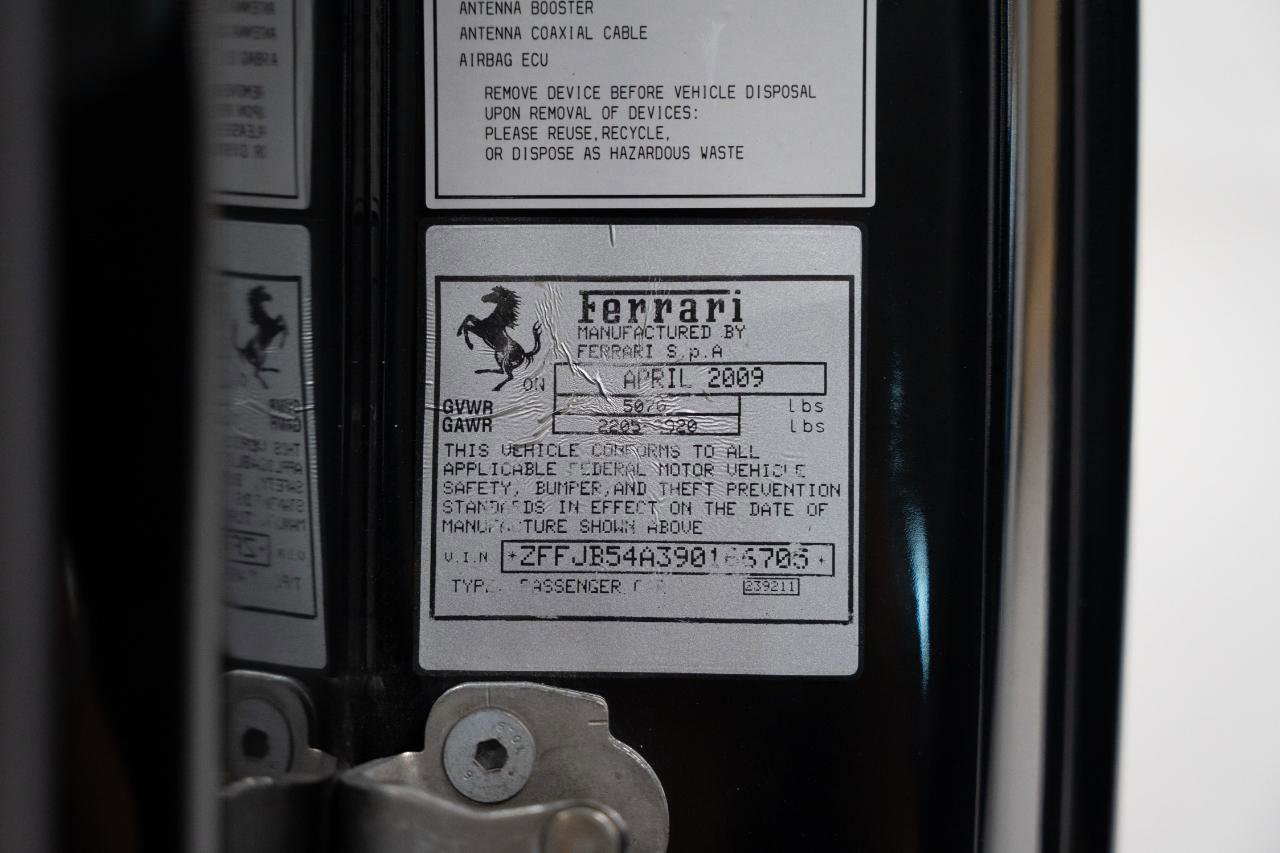 ANTENNA BOOSTER
ANTENNA COAXIAL CABLE
AIRBAG ECU
REMOVE DEVICE BEFORE VEHICLE DISPOSAL
UPON REMOVAL OF DEVICES:
PLEASE REUSE,RECYCLE,
OR DISPOSE AS HAZARDOUS WASTE
Ferrari
MANUFACTURED BY
FERRARI S.p.A
ON APRIL 2009
GVWR lbs
GAWR 2205 lbs
THIS VEHICLE CONFORMS TO ALL
APPLICABLE FEDERAL MOTOR VEHICLE
SAFETY, BUMPER,AND THEFT PREVENTION
STANDARDS IN EFFECT ON THE DATE OF
MANUFACTURE SHOWN ABOVE
V.I.N
TYPE PASSENGER 239211